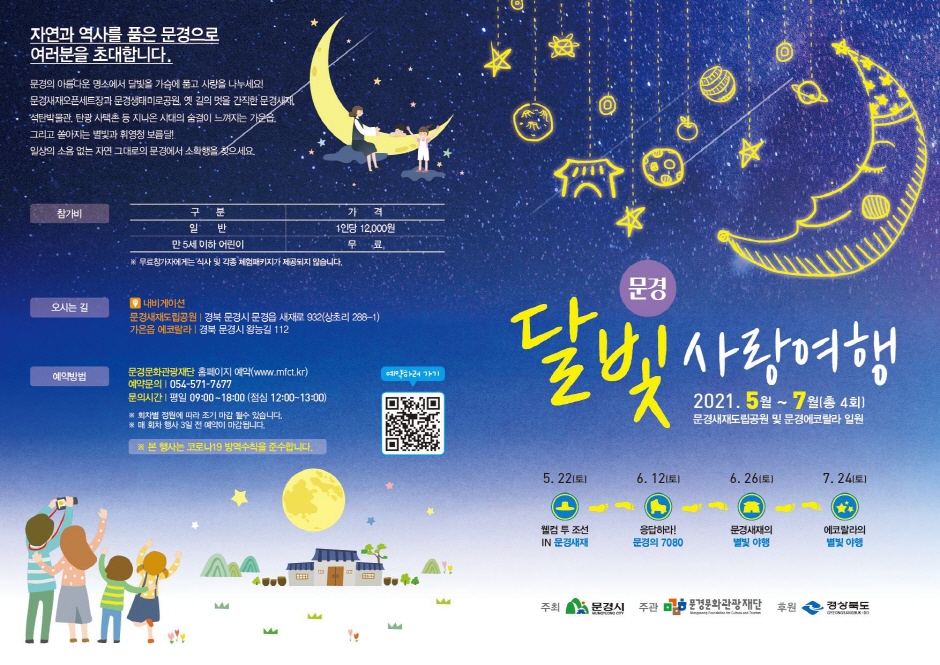 자연과 역사를 품은 문경으로
여러분을 초대합니다.
문경의 아름다운 명소에서 달빛을 가슴에 품고 사랑을 나누세요!
문경새재오픈세트장과 문경생태미로공원, 옛 길의 멋을 간직한 문경새재,
석탄박물관, 탄광 사택촌 등 지나온 시대의 숨결이 느껴지는 가은읍,
그리고 쏟아지는 별빛과 휘영청 보름달!
일상의 소음 없는 자연 그대로의 문경에서 소확행을 찾으세요.
참가비
구 분 가 격
일 반 1인당 12,000원
만 5세 이하 어린이 무 료
※ 무료참가자에게는 식사 및 각종 체험패키지가 제공되지 않습니다.
오시는 길
내비게이션
문경새재도립공원 | 경북 문경시 문경읍 새재로 932(상초리 288-1)
가은읍 에코랄라 | 경북 문경시 왕능길 112
예약방법
문경문화관광재단 홈페이지 예약(www.mfct.kr)
예약문의 | 054-571-7677
문의시간 | 평일 09:00~18:00 (점심 12:00~13:00)
※ 회차별 정원에 따라 조기 마감 될수 있습니다.
※ 매 회차 행사 3일 전 예약이 마감됩니다.
※ 본 행사는 코로나19 방역수칙을 준수합니다.
예약하러 가기
문경
달빛 사랑여행
2021. 5월 ~ 7월(총 4회)
문경새재도립공원 및 문경에코랄라 일원
5. 22(토) 6. 12(토) 6. 26(토) 7. 24(토)
웰컴 투 조선 응답하라! 문경새재의 에코랄라의
IN 문경새재 문경의 7080 별빛 야행 별빛 야행
주최 문경시 주관 문경문화관광재단 후원 경상북도
MUNGYEONG CITY Mungyeong Foundation for Culture and Tourism GYEONGSANGBUK-DO